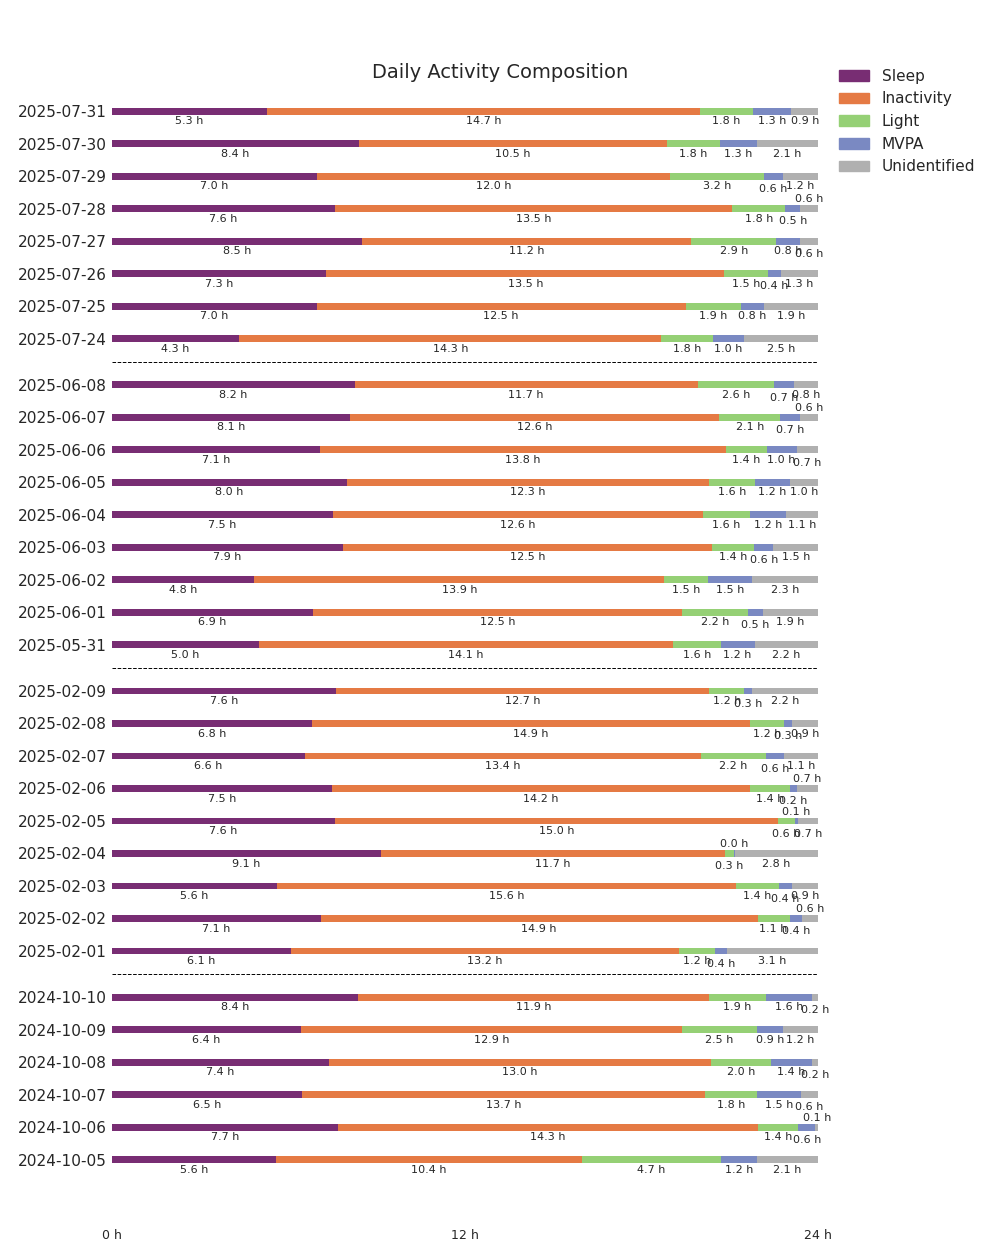 Daily Activity Composition
Sleep
Inactivity
Light
MVPA
Unidentified
2025-07-31
5.3 h 14.7 h 1.8 h 1.3 h 0.9 h
2025-07-30
8.4 h 10.5 h 1.8 h 1.3 h 2.1 h
2025-07-29
7.0 h 12.0 h 3.2 h 0.6 h 1.2 h
2025-07-28
7.6 h 13.5 h 1.8 h 0.5 h 0.6 h
2025-07-27
8.5 h 11.2 h 2.9 h 0.8 h 0.6 h
2025-07-26
7.3 h 13.5 h 1.5 h 0.4 h 1.3 h
2025-07-25
7.0 h 12.5 h 1.9 h 0.8 h 1.9 h
2025-07-24
4.3 h 14.3 h 1.8 h 1.0 h 2.5 h
2025-06-08
8.2 h 11.7 h 2.6 h 0.7 h 0.8 h
2025-06-07
8.1 h 12.6 h 2.1 h 0.7 h 0.6 h
2025-06-06
7.1 h 13.8 h 1.4 h 1.0 h 0.7 h
2025-06-05
8.0 h 12.3 h 1.6 h 1.2 h 1.0 h
2025-06-04
7.5 h 12.6 h 1.6 h 1.2 h 1.1 h
2025-06-03
7.9 h 12.5 h 1.4 h 0.6 h 1.5 h
2025-06-02
4.8 h 13.9 h 1.5 h 1.5 h 2.3 h
2025-06-01
6.9 h 12.5 h 2.2 h 0.5 h 1.9 h
2025-05-31
5.0 h 14.1 h 1.6 h 1.2 h 2.2 h
2025-02-09
7.6 h 12.7 h 1.2 h 0.3 h 2.2 h
2025-02-08
6.8 h 14.9 h 1.2 h 0.3 h 0.9 h
2025-02-07
6.6 h 13.4 h 2.2 h 0.6 h 1.1 h
2025-02-06
7.5 h 14.2 h 1.4 h 0.2 h 0.7 h
2025-02-05
7.6 h 15.0 h 0.6 h 0.1 h 0.7 h
2025-02-04
9.1 h 11.7 h 0.3 h 0.0 h 2.8 h
2025-02-03
5.6 h 15.6 h 1.4 h 0.4 h 0.9 h
2025-02-02
7.1 h 14.9 h 1.1 h 0.4 h 0.6 h
2025-02-01
6.1 h 13.2 h 1.2 h 0.4 h 3.1 h
2024-10-10
8.4 h 11.9 h 1.9 h 1.6 h 0.2 h
2024-10-09
6.4 h 12.9 h 2.5 h 0.9 h 1.2 h
2024-10-08
7.4 h 13.0 h 2.0 h 1.4 h 0.2 h
2024-10-07
6.5 h 13.7 h 1.8 h 1.5 h 0.6 h
2024-10-06
7.7 h 14.3 h 1.4 h 0.6 h 0.1 h
2024-10-05
5.6 h 10.4 h 4.7 h 1.2 h 2.1 h
0 h 12 h 24 h